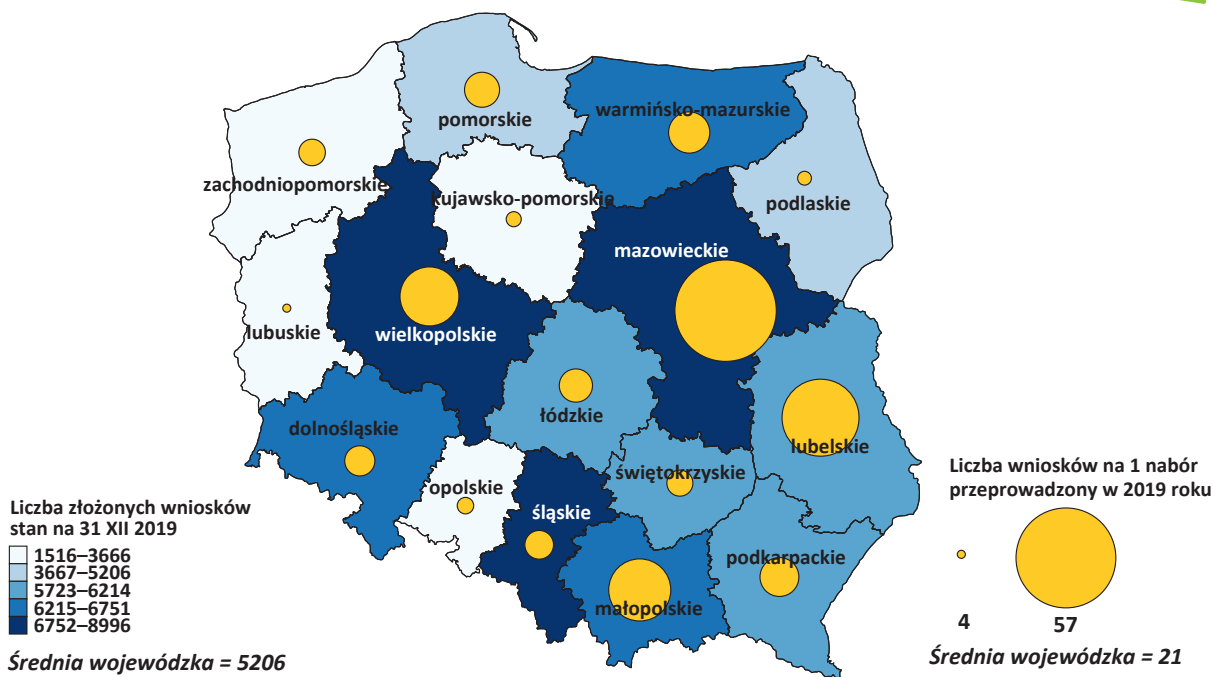 pomorskie
warmińsko-mazurskie
zachodniopomorskie
kujawsko-pomorskie
podlaskie
mazowieckie
lubuskie
wielkopolskie
łódzkie
dolnośląskie
lubelskie
świętokrzyskie
opolskie
śląskie
podkarpackie
małopolskie
Liczba złożonych wniosków
stan na 31 XII 2019
1516–3666
3667–5206
5723–6214
6215–6751
6752–8996
Średnia wojewódzka = 5206
Liczba wniosków na 1 nabór
przeprowadzony w 2019 roku
4 57
Średnia wojewódzka = 21